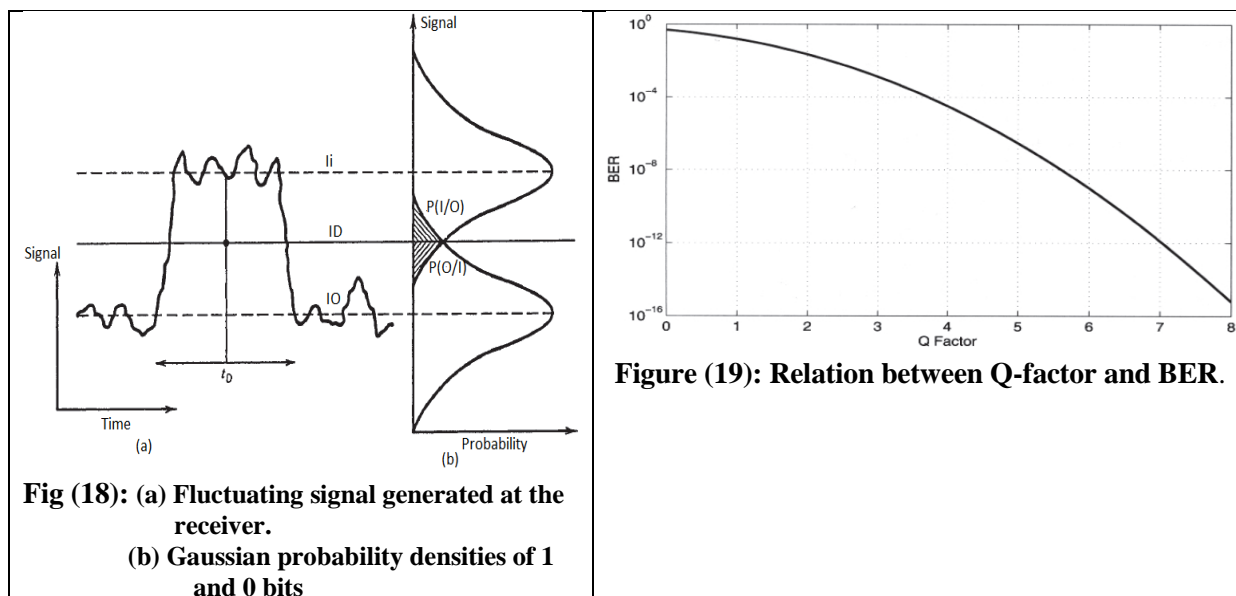 Signal
Ii
P(I/O)
ID
Signal
P(O/I)
IO
tD
Time
Probability
(a)
(b)
Fig (18): (a) Fluctuating signal generated at the
receiver.
(b) Gaussian probability densities of 1
and 0 bits
10^0
10^-4
10^-8
10^-12
10^-16
BER
0 1 2 3 4 5 6 7 8
Q Factor
Figure (19): Relation between Q-factor and BER.